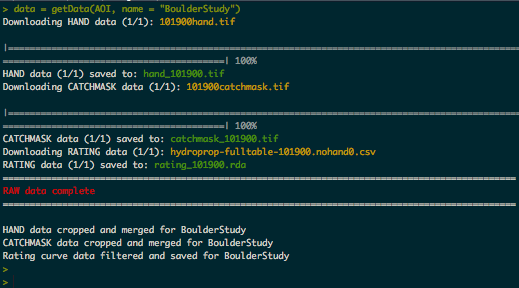 > data = getData(AOI, name = "BoulderStudy")
Downloading HAND data (1/1): 101900hand.tif
|================================================================================
===================================| 100%
HAND data (1/1) saved to: hand_101900.tif
Downloading CATCHMASK data (1/1): 101900catchmask.tif
|================================================================================
===================================| 100%
CATCHMASK data (1/1) saved to: catchmask_101900.tif
Downloading RATING data (1/1): hydroprop-fulltable-101900.nohand0.csv
RATING data (1/1) saved to: rating_101900.rda
================================================================================
RAW data complete
================================================================================
HAND data cropped and merged for BoulderStudy
CATCHMASK data cropped and merged for BoulderStudy
Rating curve data filtered and saved for BoulderStudy
>
>